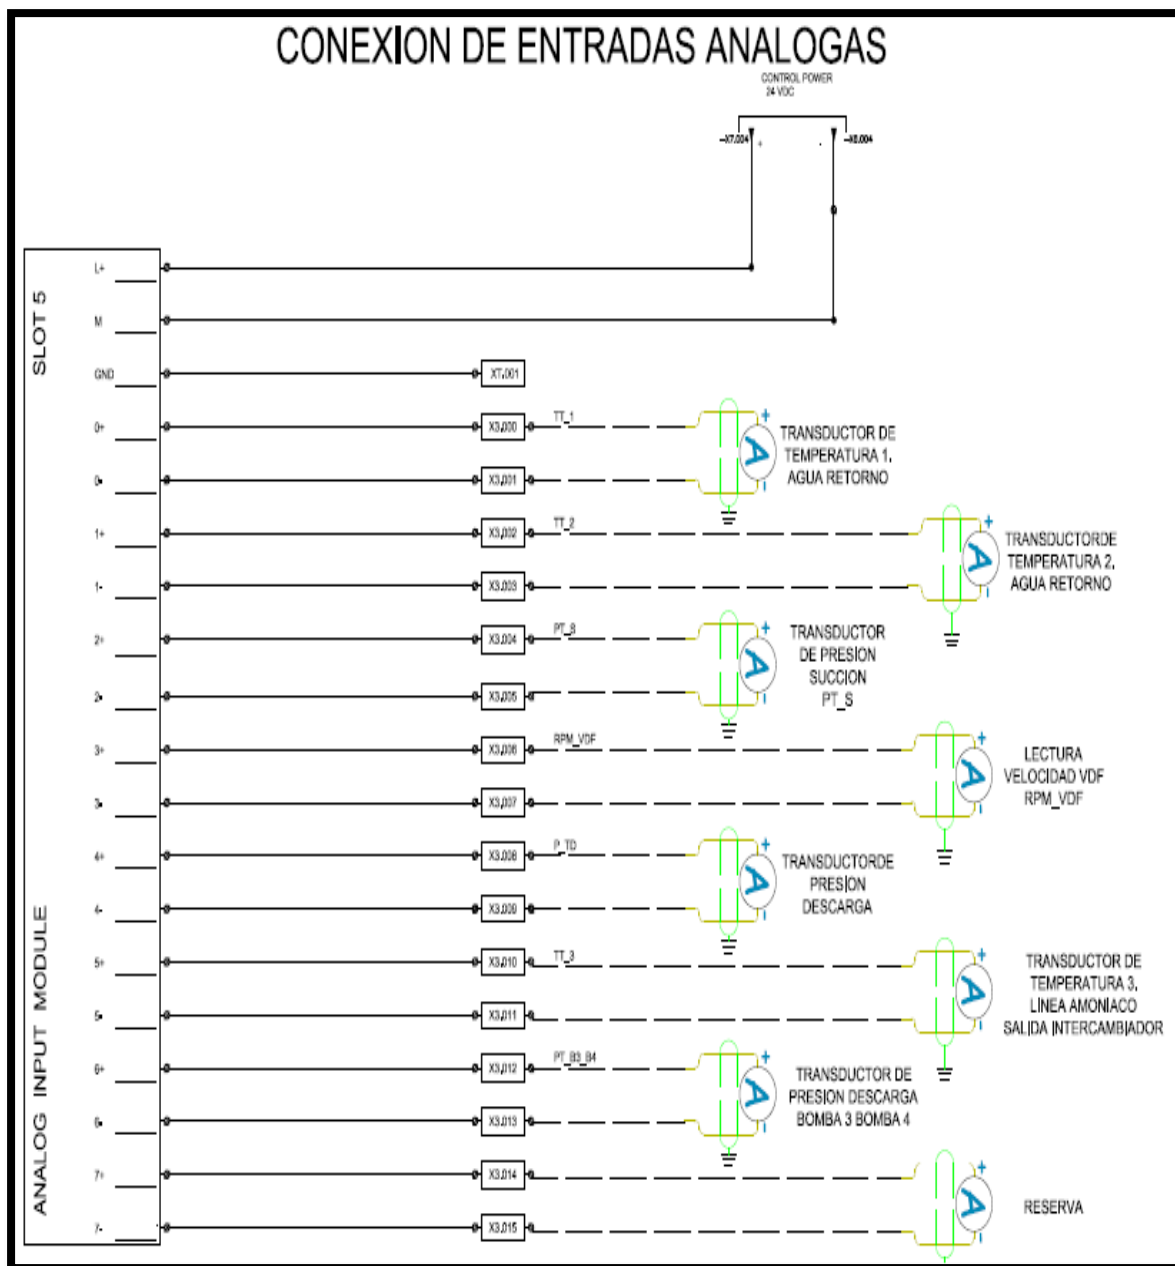 CONEXION DE ENTRADAS ANALOGAS
CONTROL POWER
24 VDC
-X7.004
+
-
-X8.004
SLOT 5
ANALOG INPUT MODULE
L+
M
GND
XT.001
0+
X3.000
TT_1
0-
X3.001
+
A
-
TRANSDUCTOR DE
TEMPERATURA 1.
AGUA RETORNO
1+
X3.002
TT_2
1-
X3.003
+
A
-
TRANSDUCTORDE
TEMPERATURA 2.
AGUA RETORNO
2+
X3.004
PT_S
2-
X3.005
+
A
-
TRANSDUCTOR
DE PRESION
SUCCION
PT_S
3+
X3.006
RPM_VDF
3-
X3.007
+
A
-
LECTURA
VELOCIDAD VDF
RPM_VDF
4+
X3.008
P_TD
4-
X3.009
+
A
-
TRANSDUCTORDE
PRESION
DESCARGA
5+
X3.010
TT_3
5-
X3.011
+
A
-
TRANSDUCTOR DE
TEMPERATURA 3.
LINEA AMONIACO
SALIDA INTERCAMBIADOR
6+
X3.012
PT_B3_B4
6-
X3.013
+
A
-
TRANSDUCTOR DE
PRESION DESCARGA
BOMBA 3 BOMBA 4
7+
X3.014
7-
X3.015
+
A
-
RESERVA